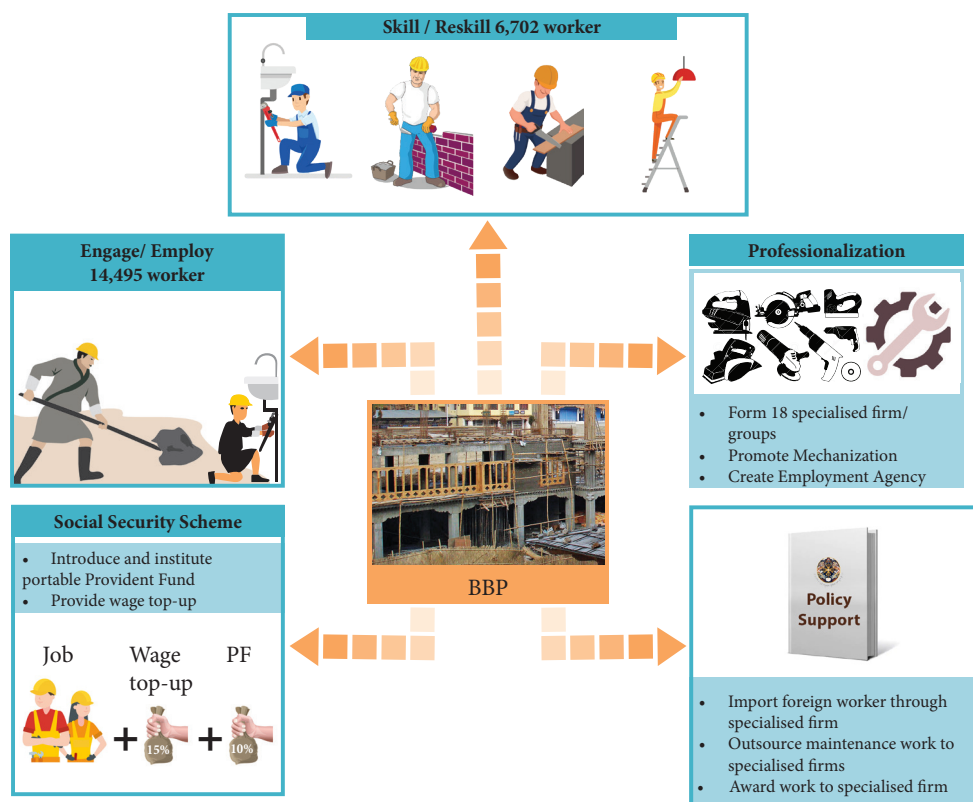 Skill / Reskill 6,702 worker
Engage/ Employ
14,495 worker
Professionalization
• Form 18 specialised firm/
groups
• Promote Mechanization
• Create Employment Agency
BBP
Social Security Scheme
• Introduce and institute
portable Provident Fund
• Provide wage top-up
Job
Wage
top-up
PF
15%
10%
Policy
Support
• Import foreign worker through
specialised firm
• Outsource maintenance work to
specialised firms
• Award work to specialised firm